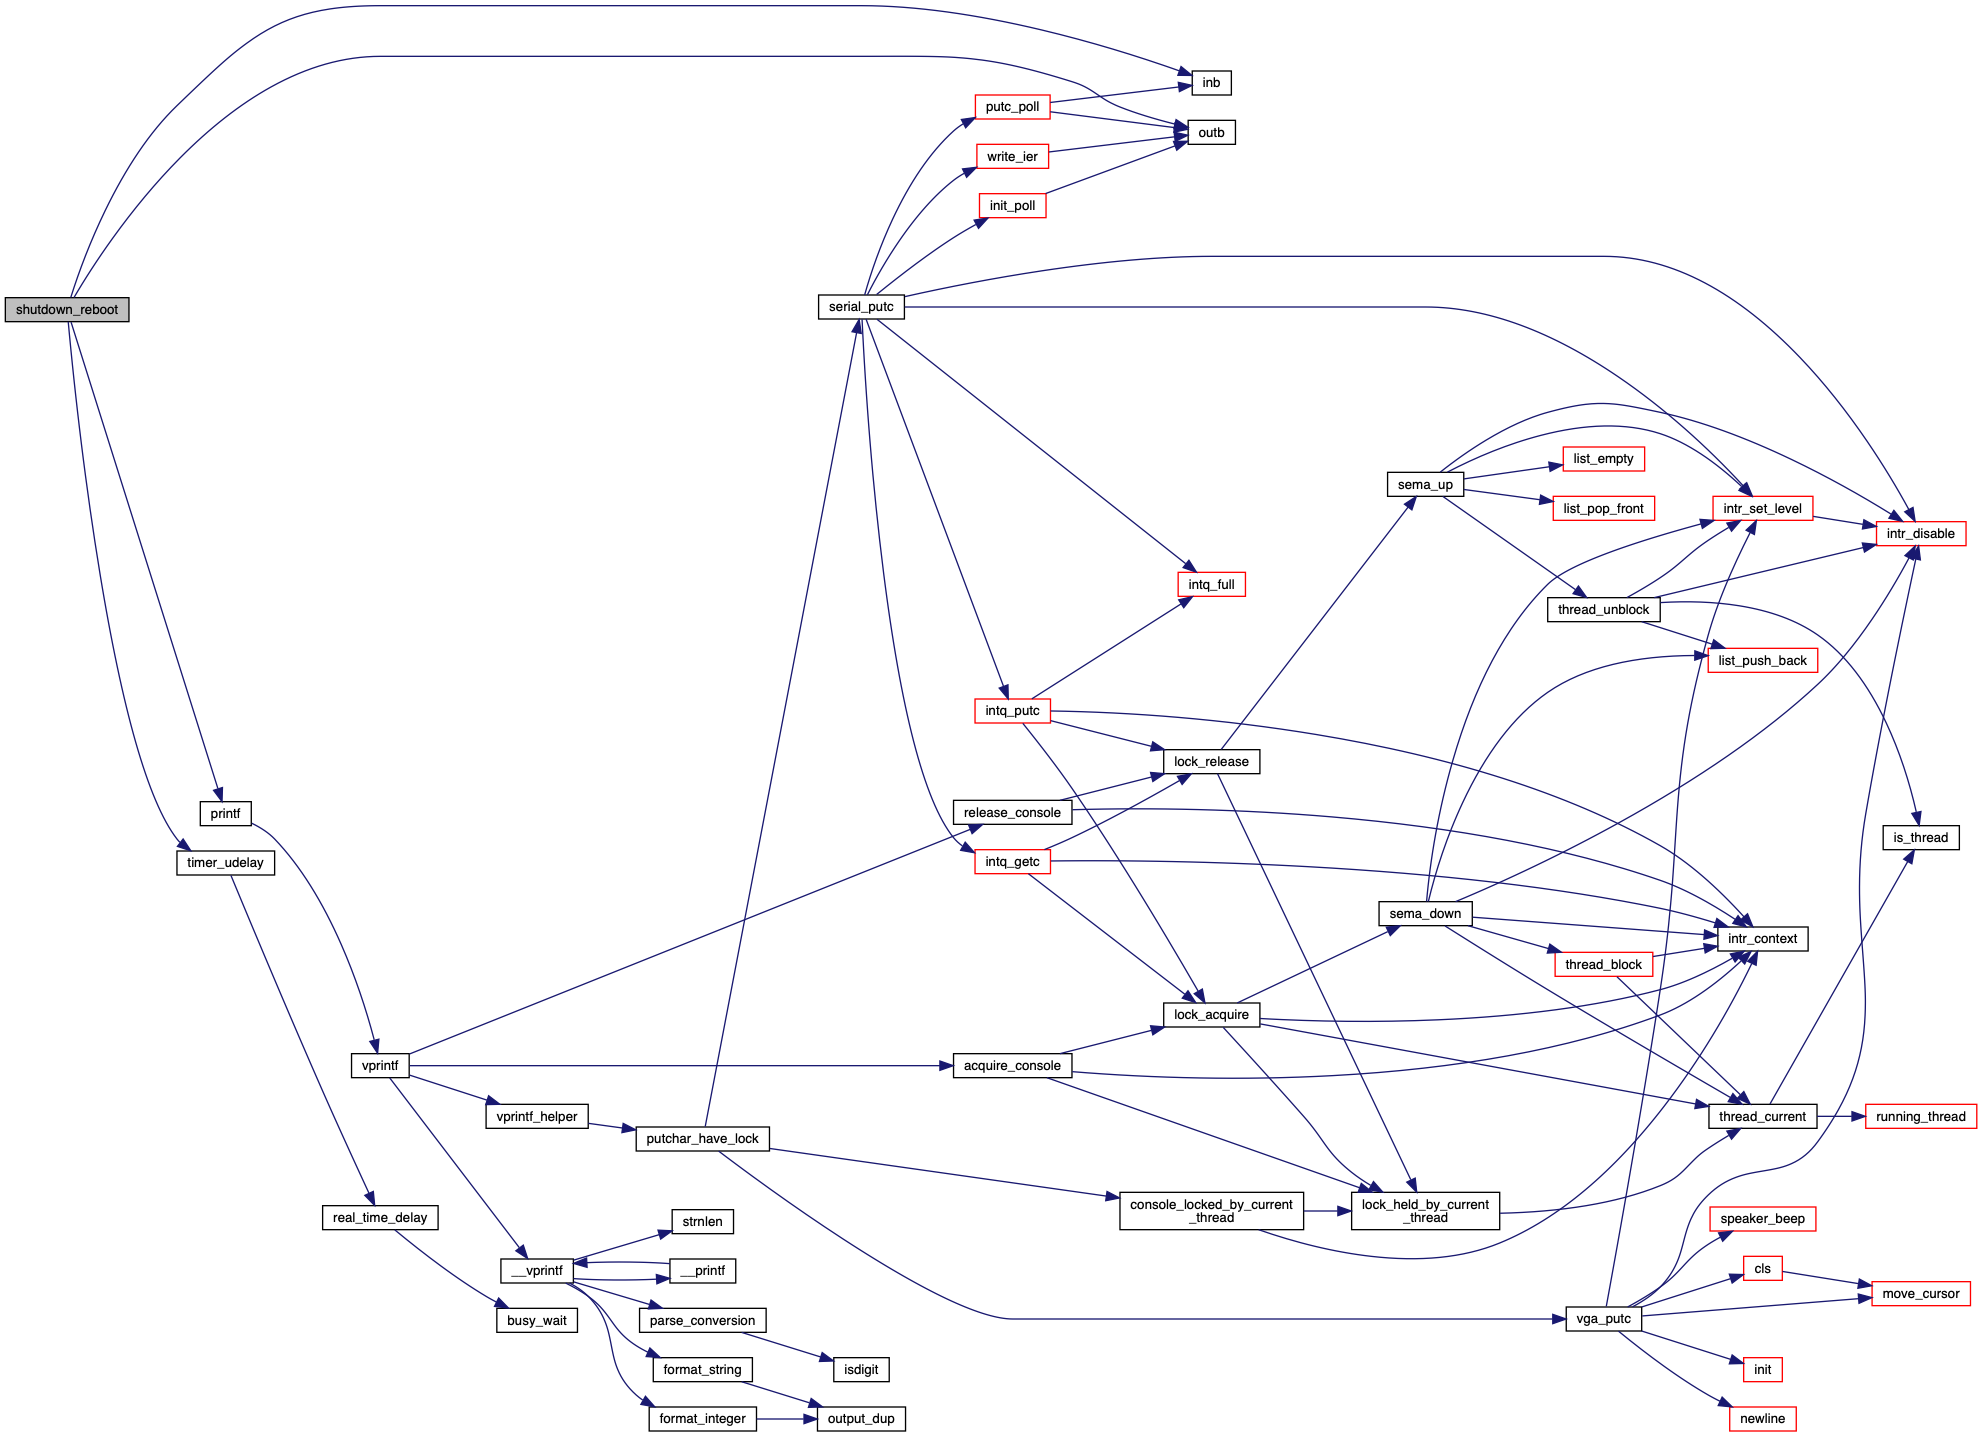 inb
putc_poll
outb
write_ier
init_poll
shutdown_reboot
serial_putc
list_empty
sema_up
list_pop_front
intr_set_level
intr_disable
intq_full
thread_unblock
list_push_back
intq_putc
lock_release
printf
release_console
is_thread
timer_udelay
intq_getc
sema_down
intr_context
thread_block
lock_acquire
vprintf
acquire_console
vprintf_helper
thread_current
running_thread
putchar_have_lock
console_locked_by_current
_thread
lock_held_by_current
_thread
real_time_delay
strnlen
speaker_beep
__vprintf
__printf
cls
move_cursor
busy_wait
parse_conversion
vga_putc
format_string
isdigit
init
format_integer
output_dup
newline